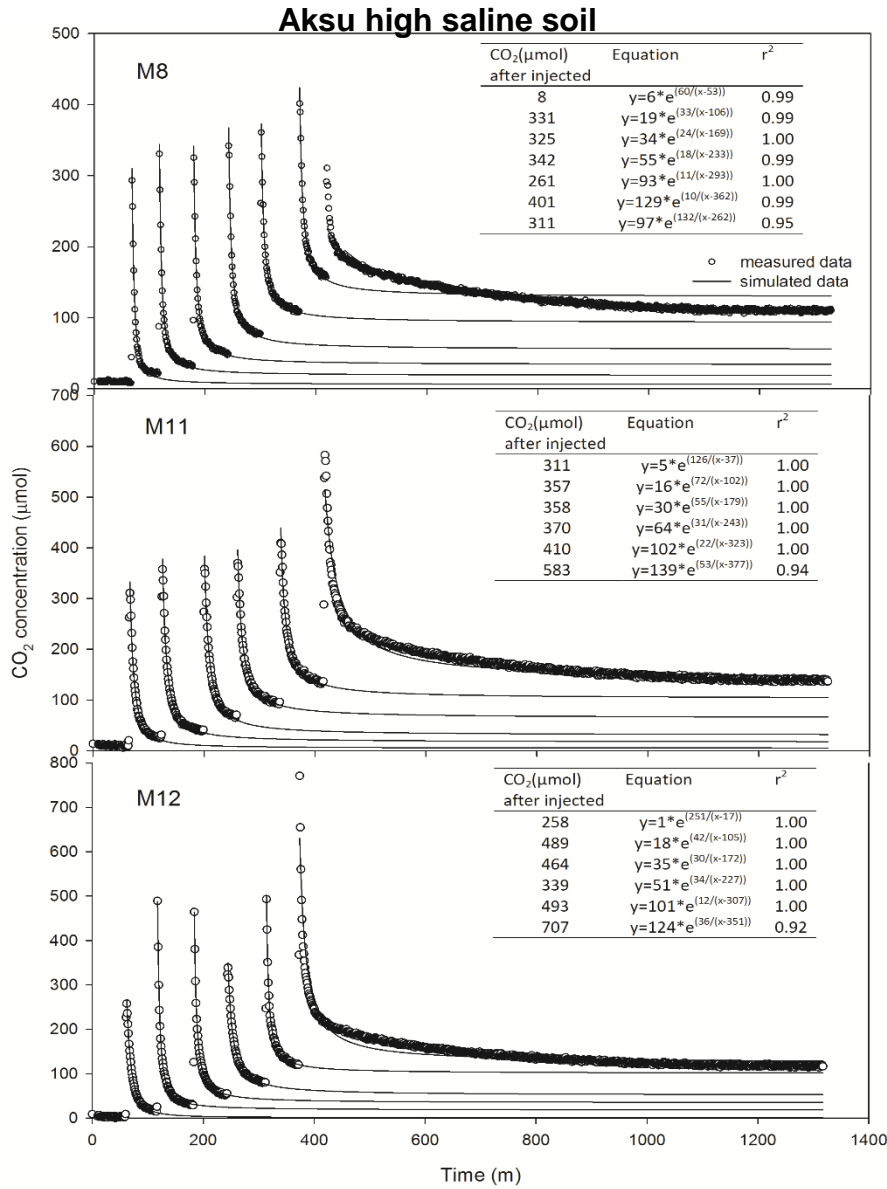 Aksu high saline soil
500
400
300
200
100
0
M8
CO₂(μmol) after injected Equation r²
8 y=6*e^(60/(x-53)) 0.99
331 y=19*e^(33/(x-106)) 0.99
325 y=34*e^(24/(x-169)) 1.00
342 y=55*e^(18/(x-233)) 0.99
261 y=93*e^(11/(x-293)) 1.00
401 y=129*e^(10/(x-362)) 0.99
311 y=97*e^(132/(x-262)) 0.95
measured data
simulated data
700
600
500
400
300
200
100
0
M11
CO₂(μmol) after injected Equation r²
311 y=5*e^(126/(x-37)) 1.00
357 y=16*e^(72/(x-102)) 1.00
358 y=30*e^(55/(x-179)) 1.00
370 y=64*e^(31/(x-243)) 1.00
410 y=102*e^(22/(x-323)) 1.00
583 y=139*e^(53/(x-377)) 0.94
CO₂ concentration (μmol)
800
700
600
500
400
300
200
100
0
M12
CO₂(μmol) after injected Equation r²
258 y=1*e^(251/(x-17)) 1.00
489 y=18*e^(42/(x-105)) 1.00
464 y=35*e^(30/(x-172)) 1.00
339 y=51*e^(34/(x-227)) 1.00
493 y=101*e^(12/(x-307)) 1.00
707 y=124*e^(36/(x-351)) 0.92
0 200 400 600 800 1000 1200 1400
Time (m)